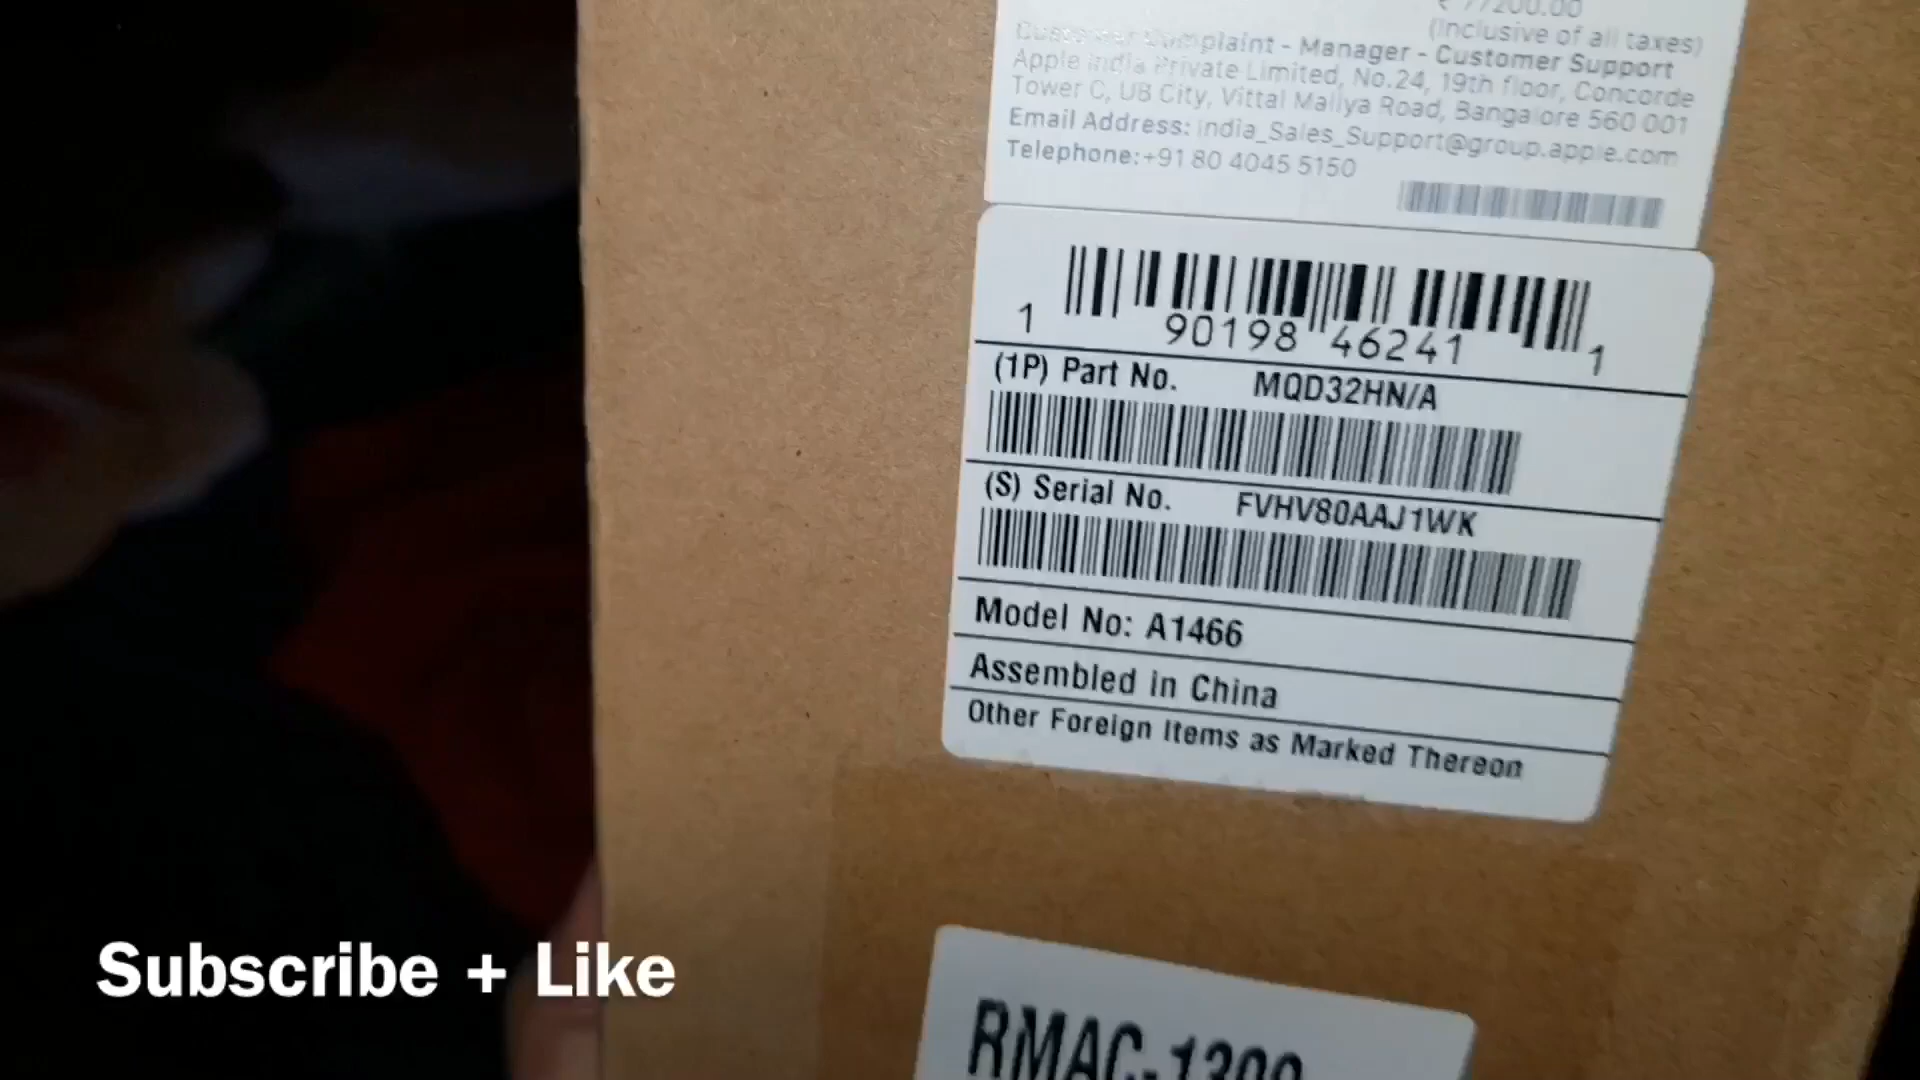 (Inclusive of all taxes)
Customer Complaint - Manager - Customer Support
Apple India Private Limited, No.24, 19th floor, Concorde
Tower C, UB City, Vittal Mallya Road, Bangalore 560 001
Email Address: india_Sales_Support@group.apple.com
Telephone:+91 80 4045 5150
1 90198 46241 1
(1P) Part No. MQD32HN/A
(S) Serial No. FVHV80AAJ1WK
Model No: A1466
Assembled in China
Other Foreign Items as Marked Thereon
Subscribe + Like